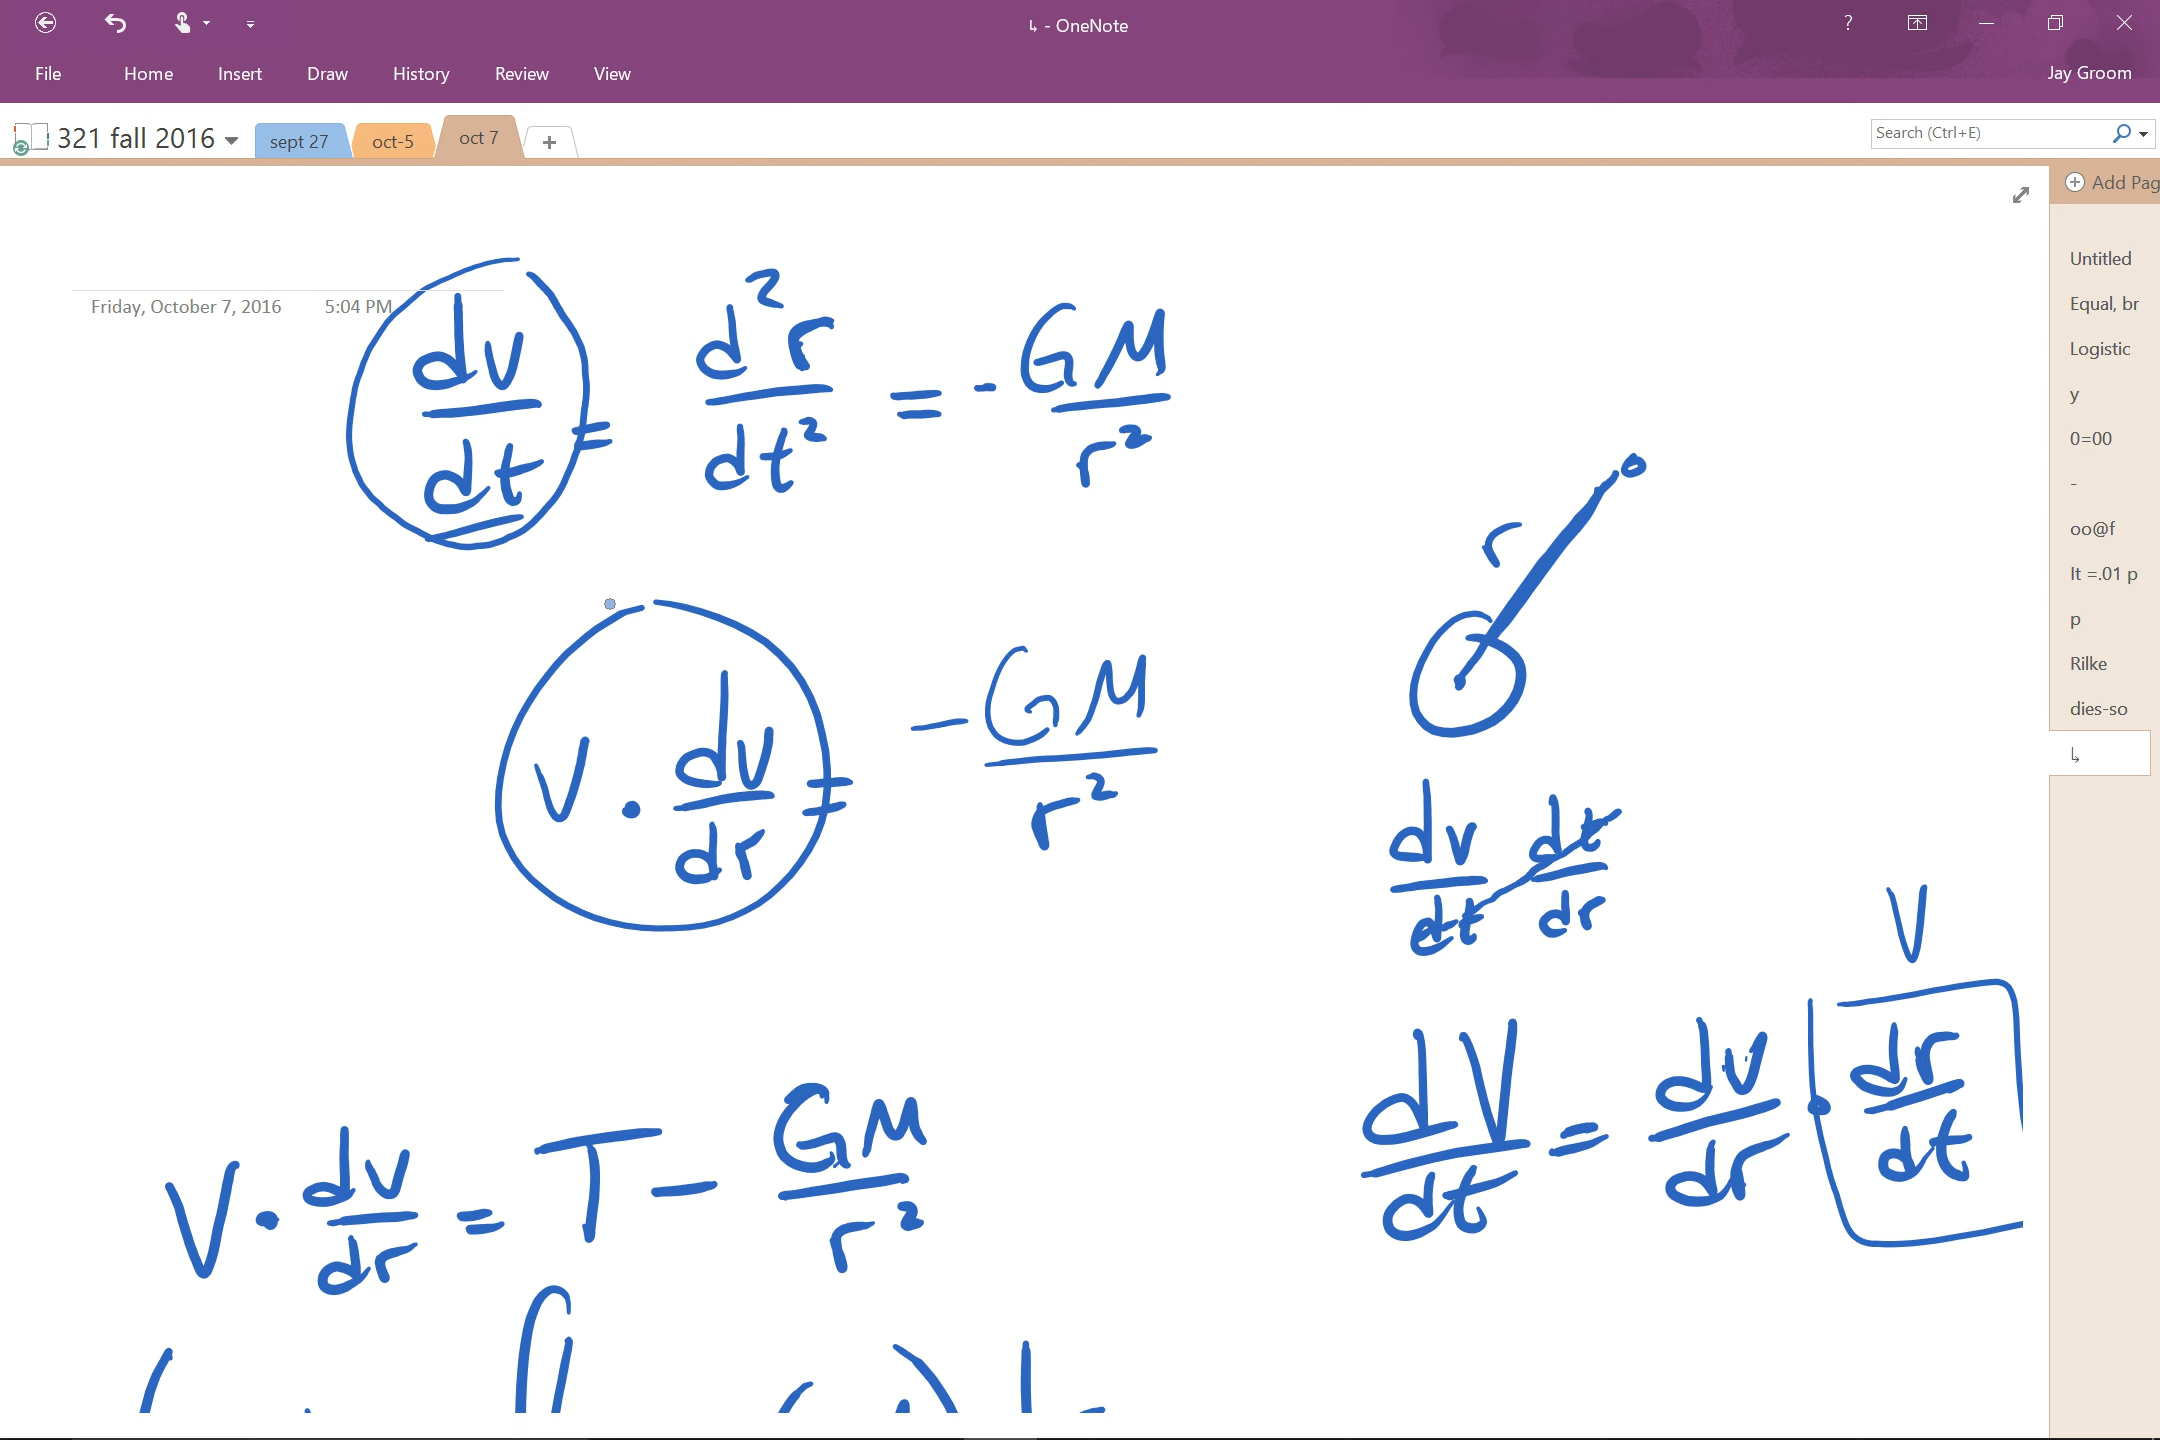 ↳ - OneNote
?
File Home Insert Draw History Review View
Jay Groom
321 fall 2016 sept 27 oct-5 oct 7 +
Search (Ctrl+E)
Add Pag
Untitled
Equal, br
Logistic
y
0=00
-
oo@f
It =.01 p
p
Rilke
dies-so
↳
Friday, October 7, 2016 5:04 PM
dv/dt = d²r/dt² = - GM/r²
r
V · dv/dr = - GM/r²
dv/dt dt/dr
V
dV/dt = dv/dr · dr/dt
V · dv/dr = T - GM/r²